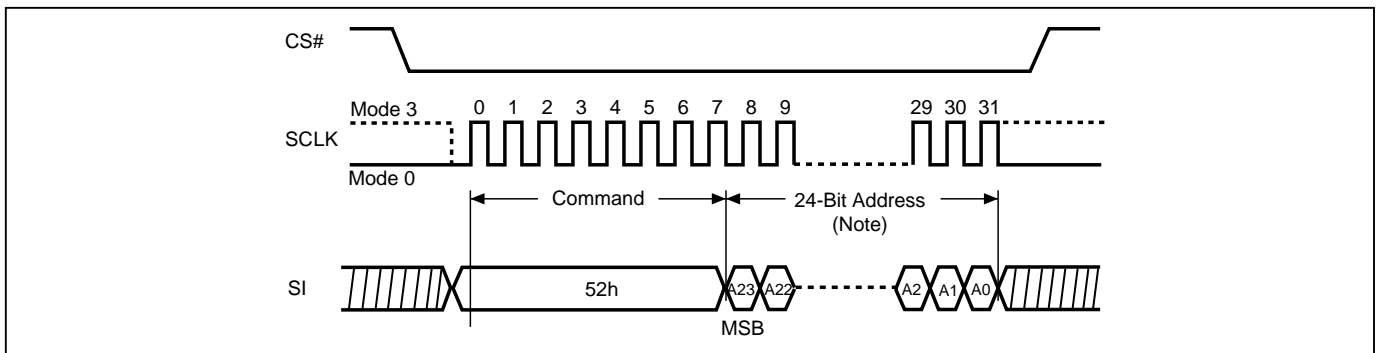 CS#
Mode 3 0 1 2 3 4 5 6 7 8 9 29 30 31
SCLK
Mode 0
Command 24-Bit Address
(Note)
SI 52h A23 A22 A2 A1 A0
MSB